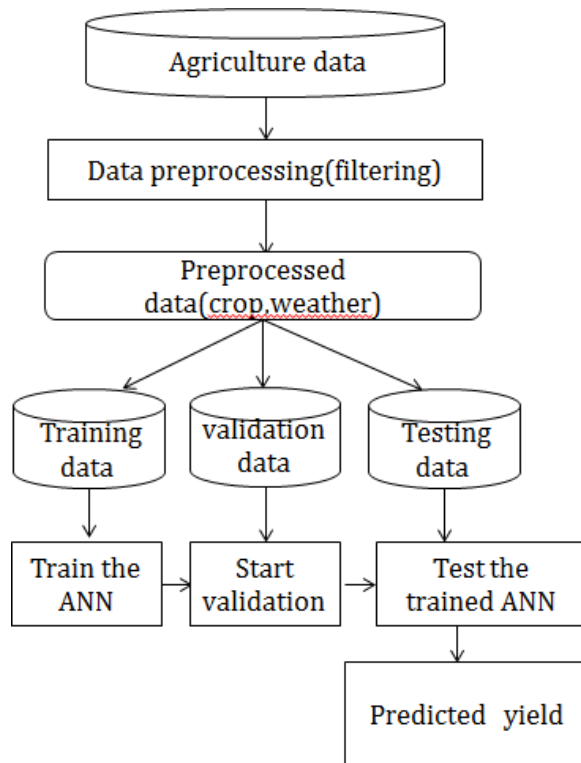 Agriculture data
Data preprocessing(filtering)
Preprocessed
data(crop,weather)
Training
data
validation
data
Testing
data
Train the
ANN
Start
validation
Test the
trained ANN
Predicted yield